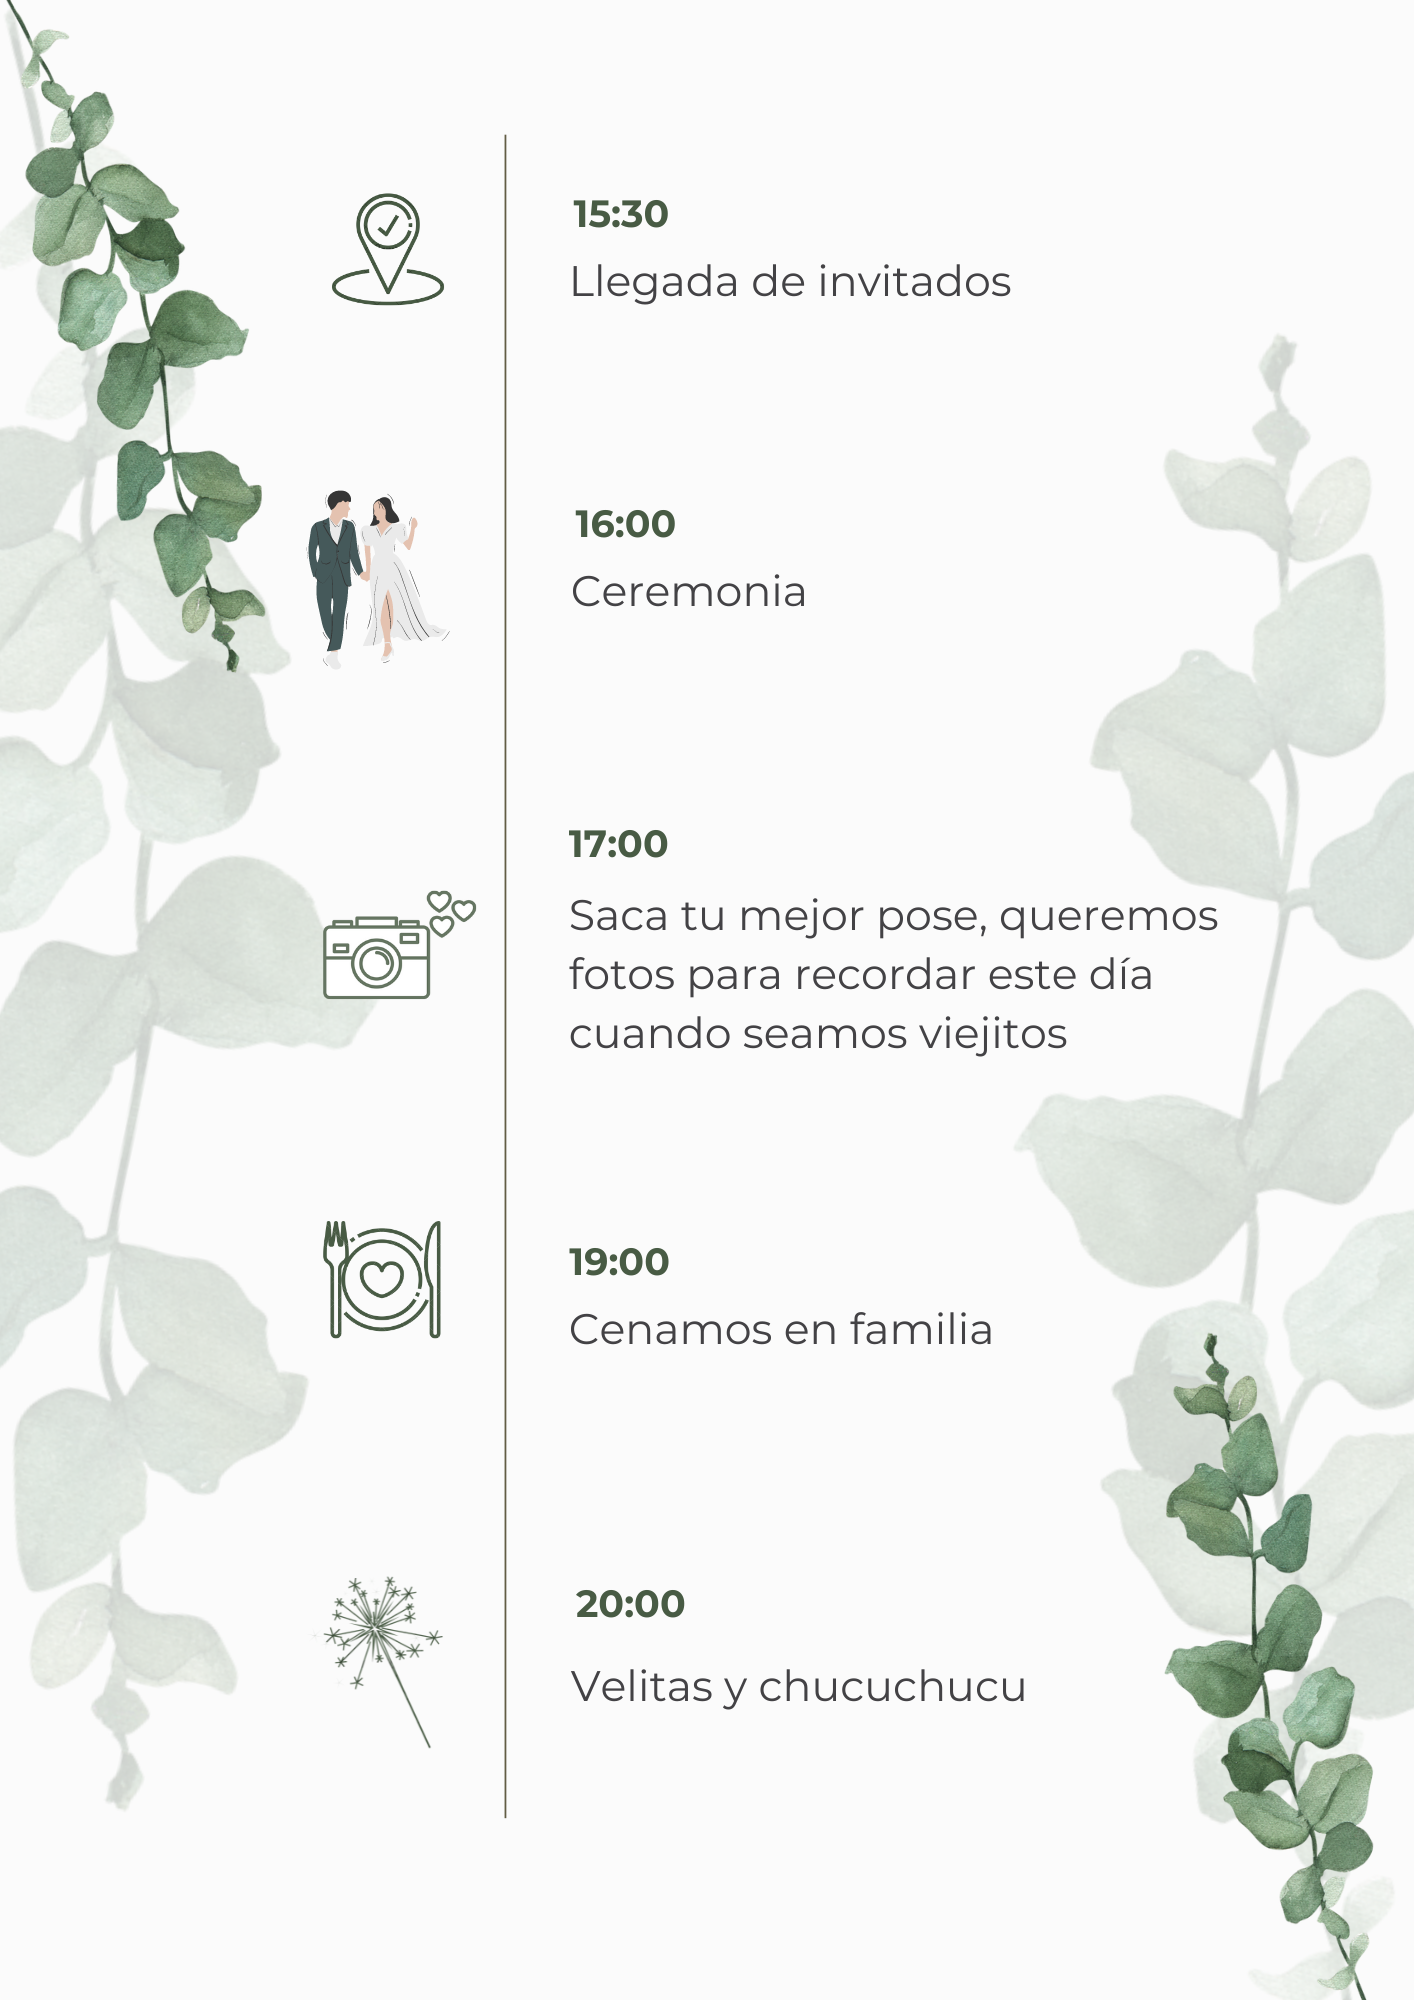 15:30
Llegada de invitados
16:00
Ceremonia
17:00
Saca tu mejor pose, queremos
fotos para recordar este día
cuando seamos viejitos
19:00
Cenamos en familia
20:00
Velitas y chucuchucu